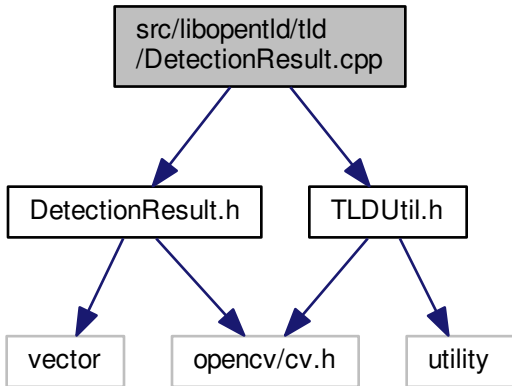 src/libopentld/tld
/DetectionResult.cpp
DetectionResult.h
TLDUtil.h
vector
opencv/cv.h
utility